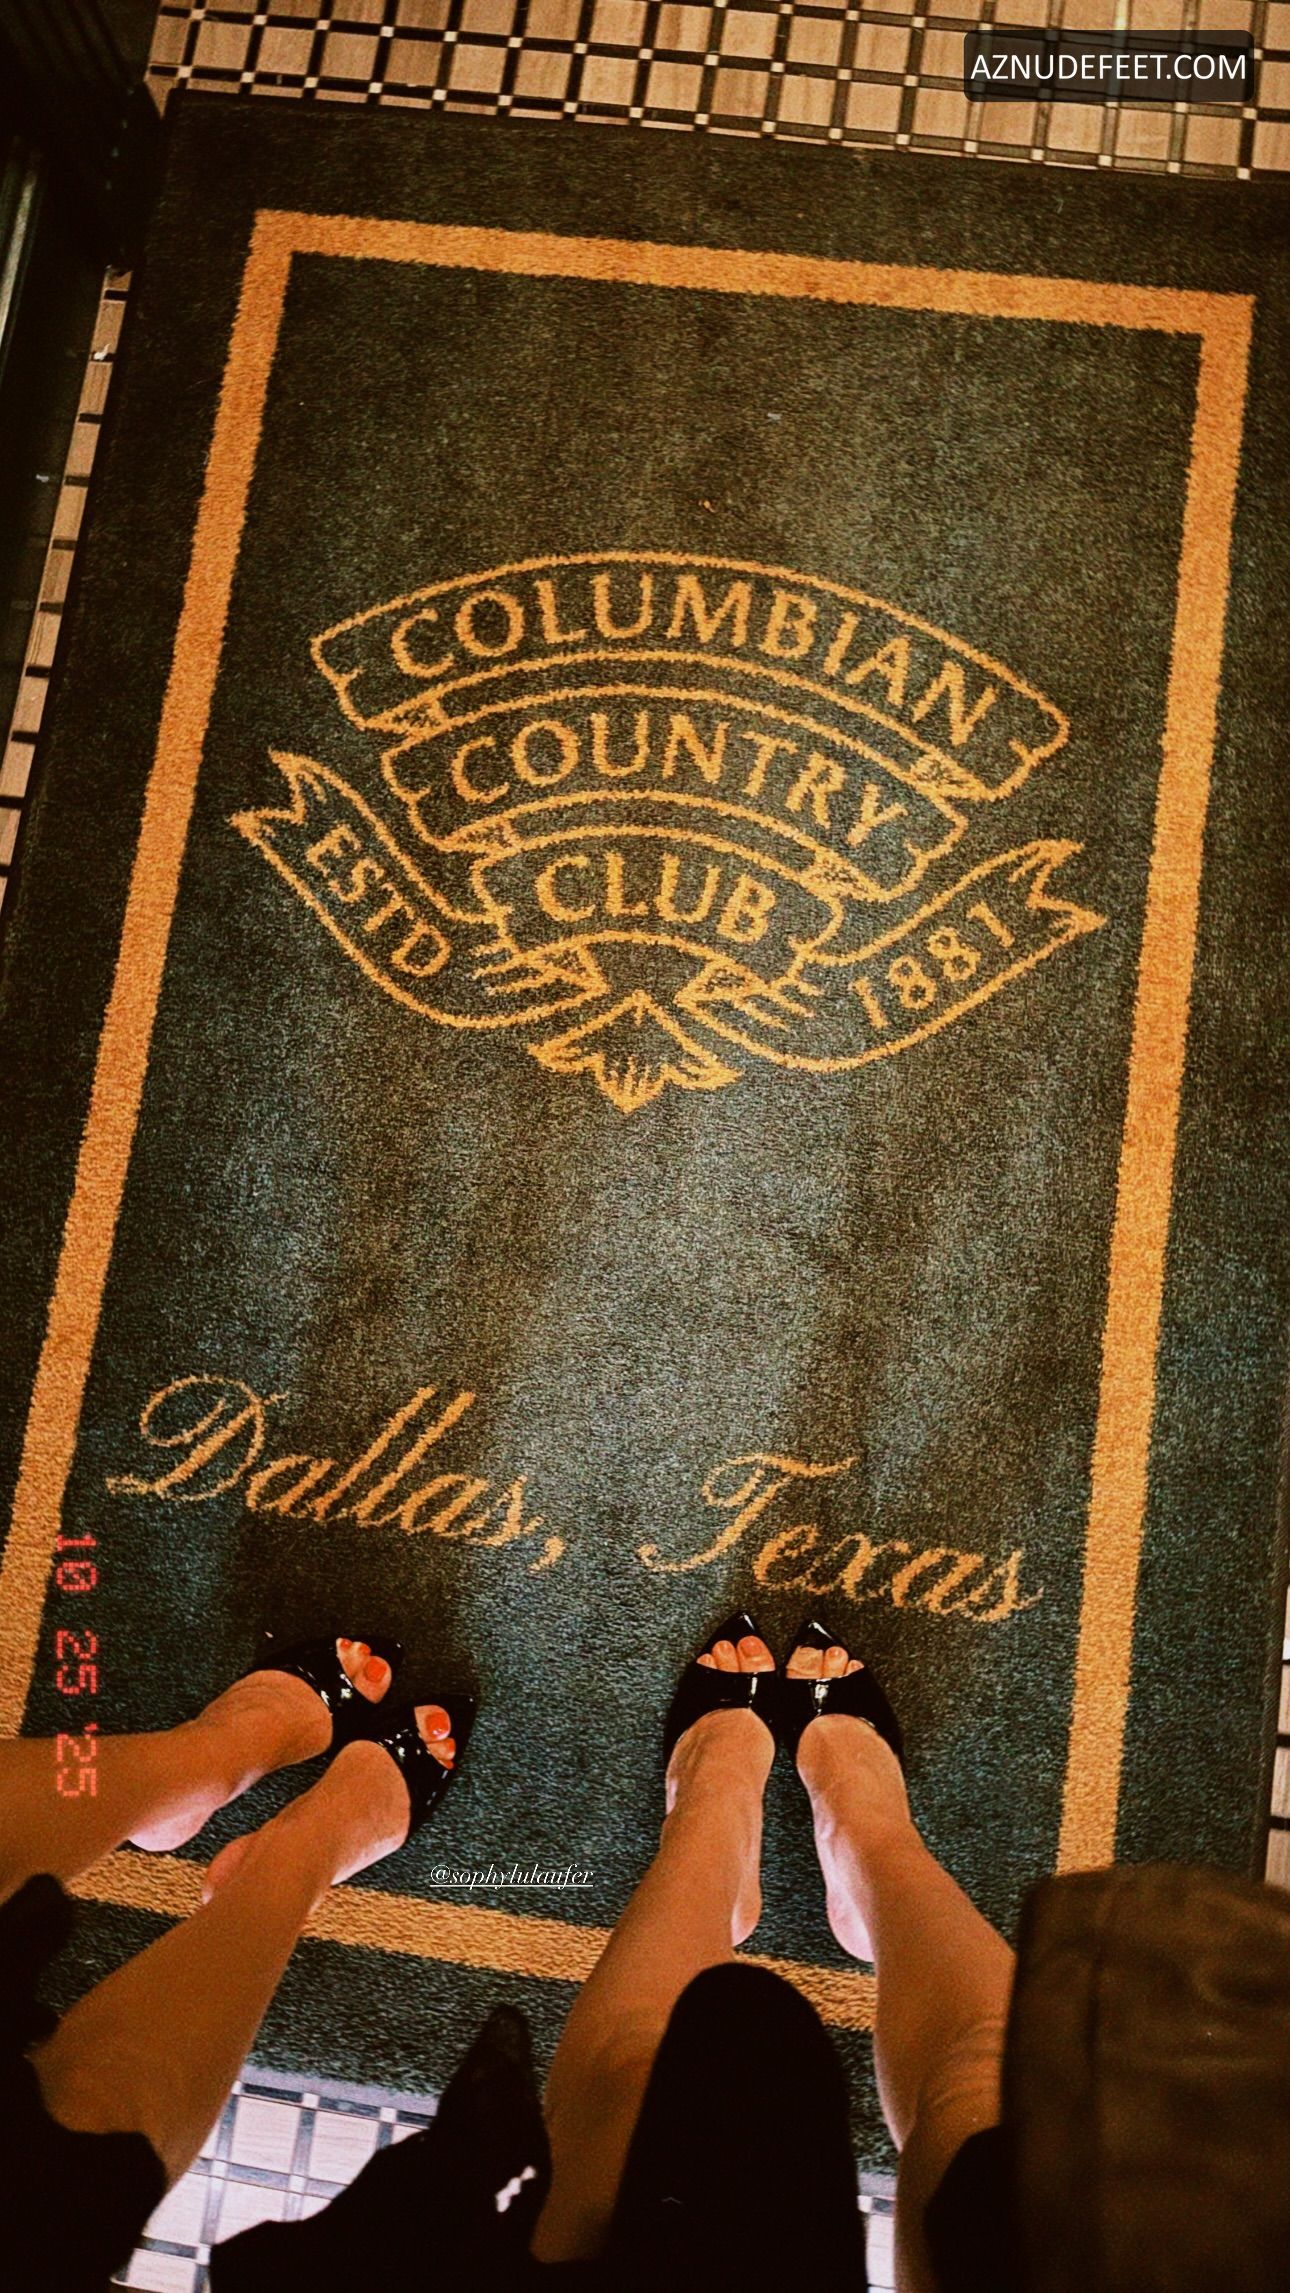 AZNUDEFEET.COM
COLUMBIAN
COUNTRY
CLUB
ESTD 1881
Dallas, Texas
10 25 '25
@sophylulaufer